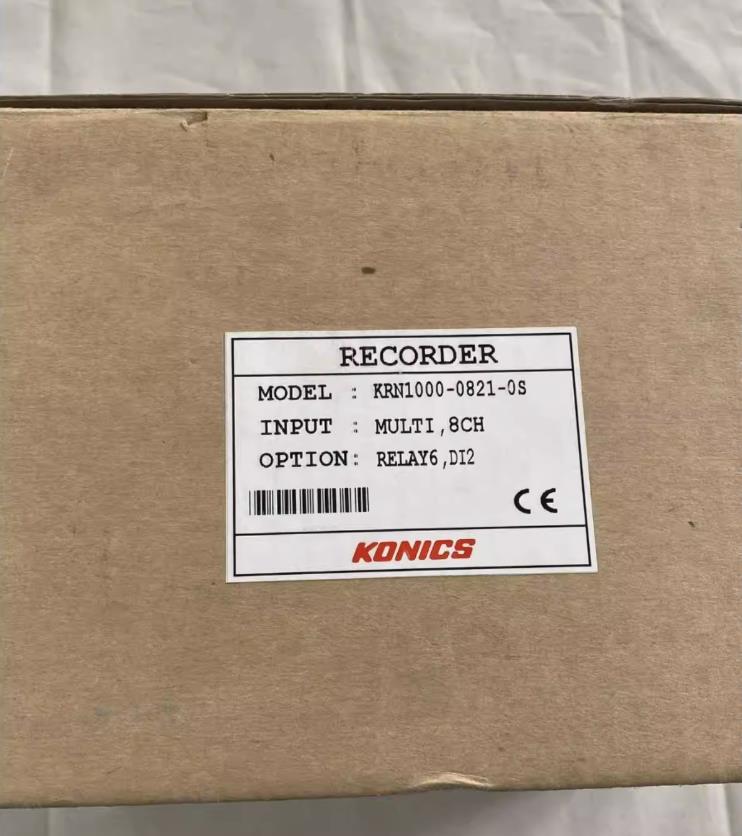 RECORDER
MODEL : KRN1000-0821-0S
INPUT : MULTI,8CH
OPTION: RELAY6,DI2
CE
KONICS